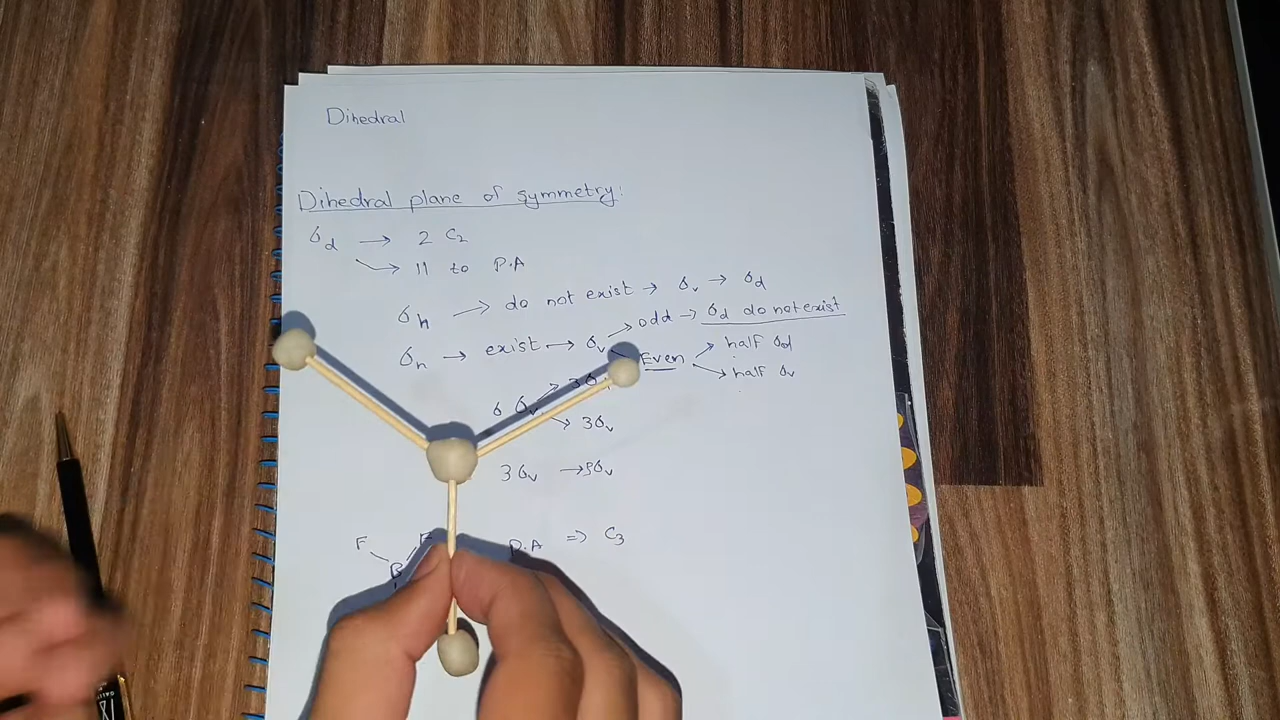 Dihedral
Dihedral plane of symmetry:
σd → 2 C2
→ 11 to P.A
σh → do not exist → σv → σd
σh → exist → σv → odd → σd do not exist
Even → half σd
→ half σv
6 σv → 3σ
→ 3σv
3σv → 3σv
F F P.A => C3
B